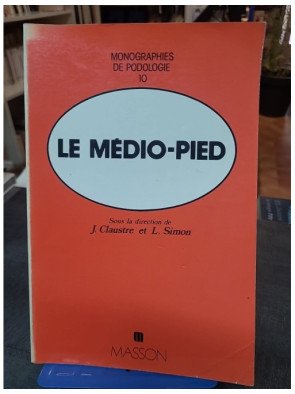 MONOGRAPHIES
DE PODOLOGIE
10
LE MÉDIO-PIED
Sous la direction de
J. Claustre et L. Simon
MASSON